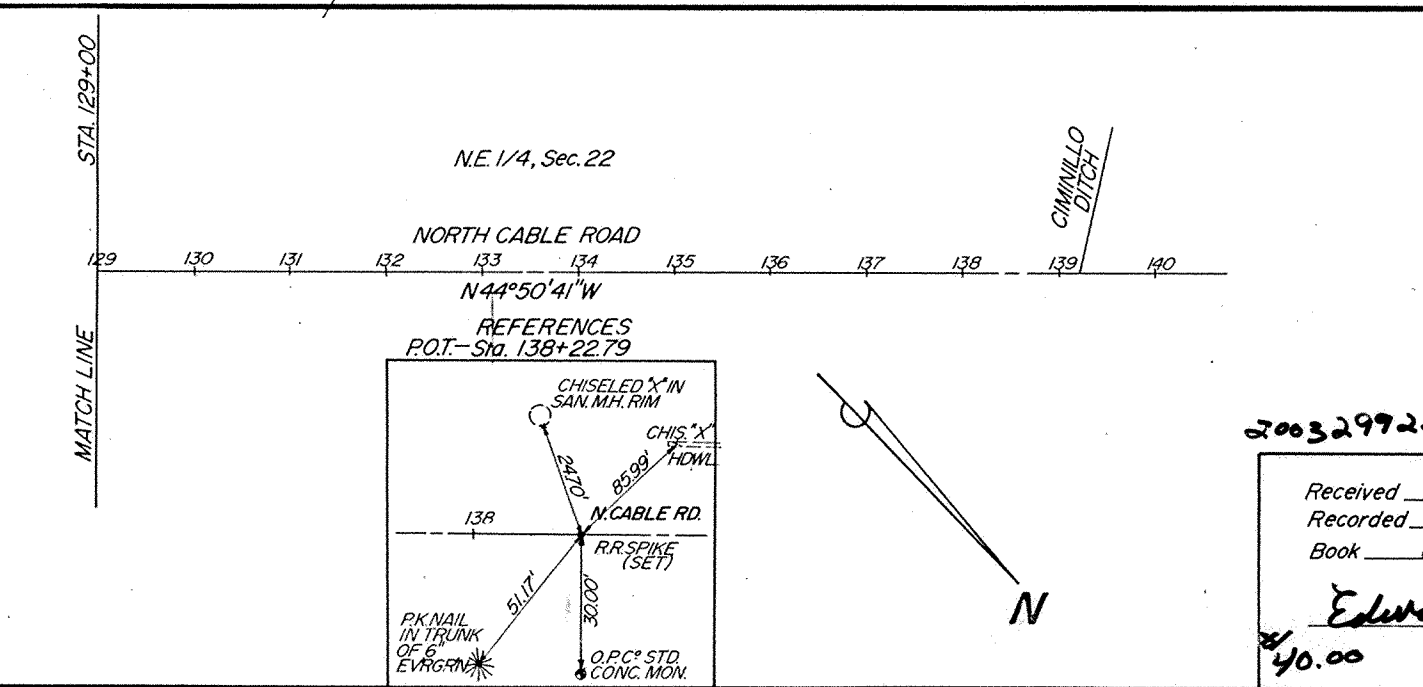 STA. 129+00
MATCH LINE
N.E. 1/4, Sec. 22
CIMINILLO
DITCH
NORTH CABLE ROAD
129 130 131 132 133 134 135 136 137 138 139 140
N44°50'41"W
REFERENCES
P.O.T.-Sta. 138+22.79
CHISELED "X" IN
SAN. M.H. RIM
CHIS. "X"
HDWL.
24.70'
85.99'
138
N. CABLE RD.
R.R. SPIKE
(SET)
51.17'
30.00'
P.K. NAIL
IN TRUNK
OF 6"
EVRGRN
O.P.Cº STD.
CONC. MON.
N
20032992
Received
Recorded
Book
40.00